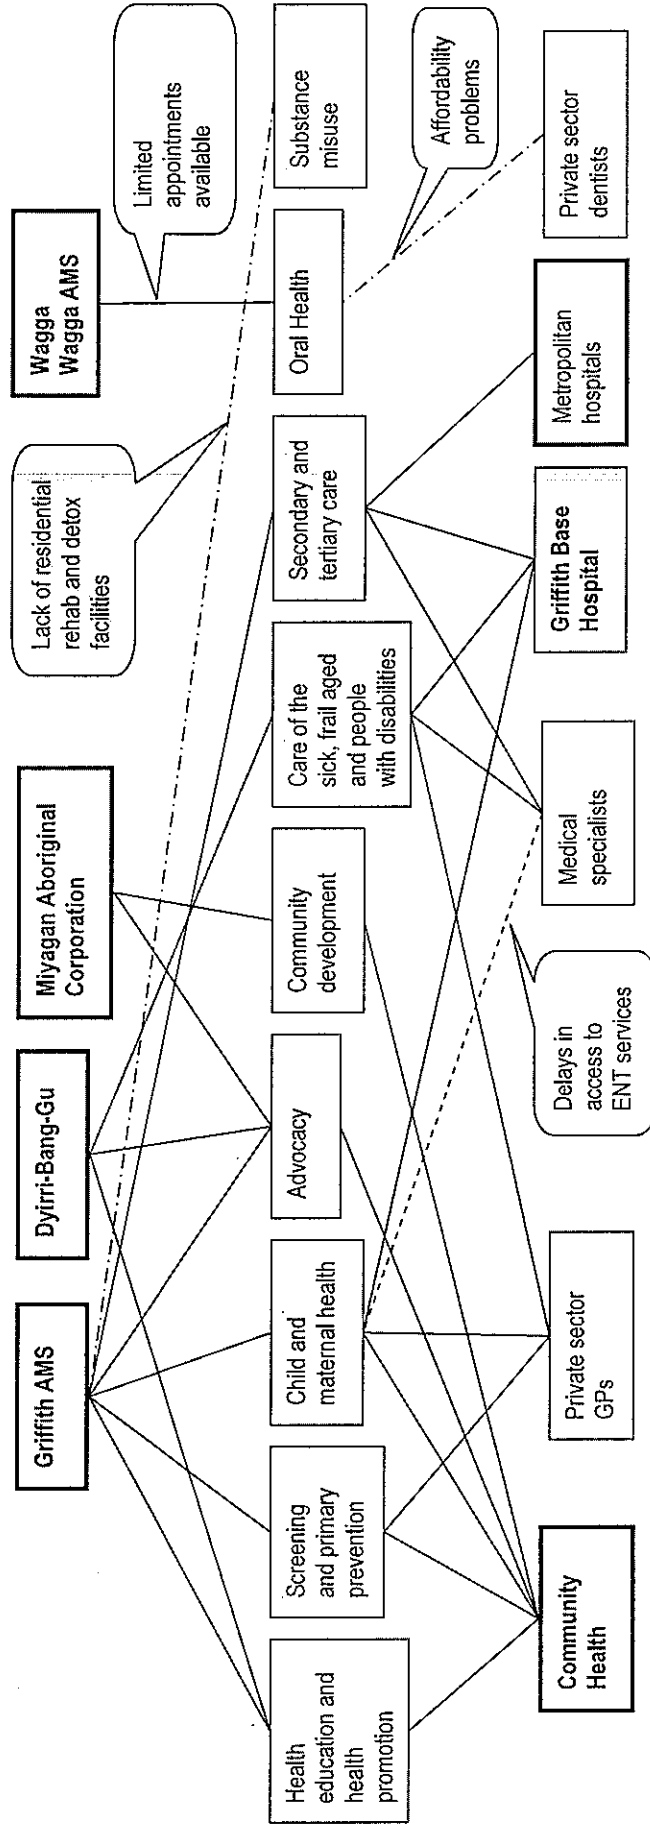 Griffith AMS
Dyirri-Bang-Gu
Miyagan Aboriginal
Corporation
Lack of residential
rehab and detox
facilities
Wagga
Wagga AMS
Limited
appointments
available
Health
education and
health
promotion
Screening
and primary
prevention
Child and
maternal health
Advocacy
Community
development
Care of the
sick, frail aged
and people
with disabilities
Secondary and
tertiary care
Oral Health
Substance
misuse
Delays in
access to
ENT services
Affordability
problems
Community
Health
Private sector
GPs
Medical
specialists
Griffith Base
Hospital
Metropolitan
hospitals
Private sector
dentists